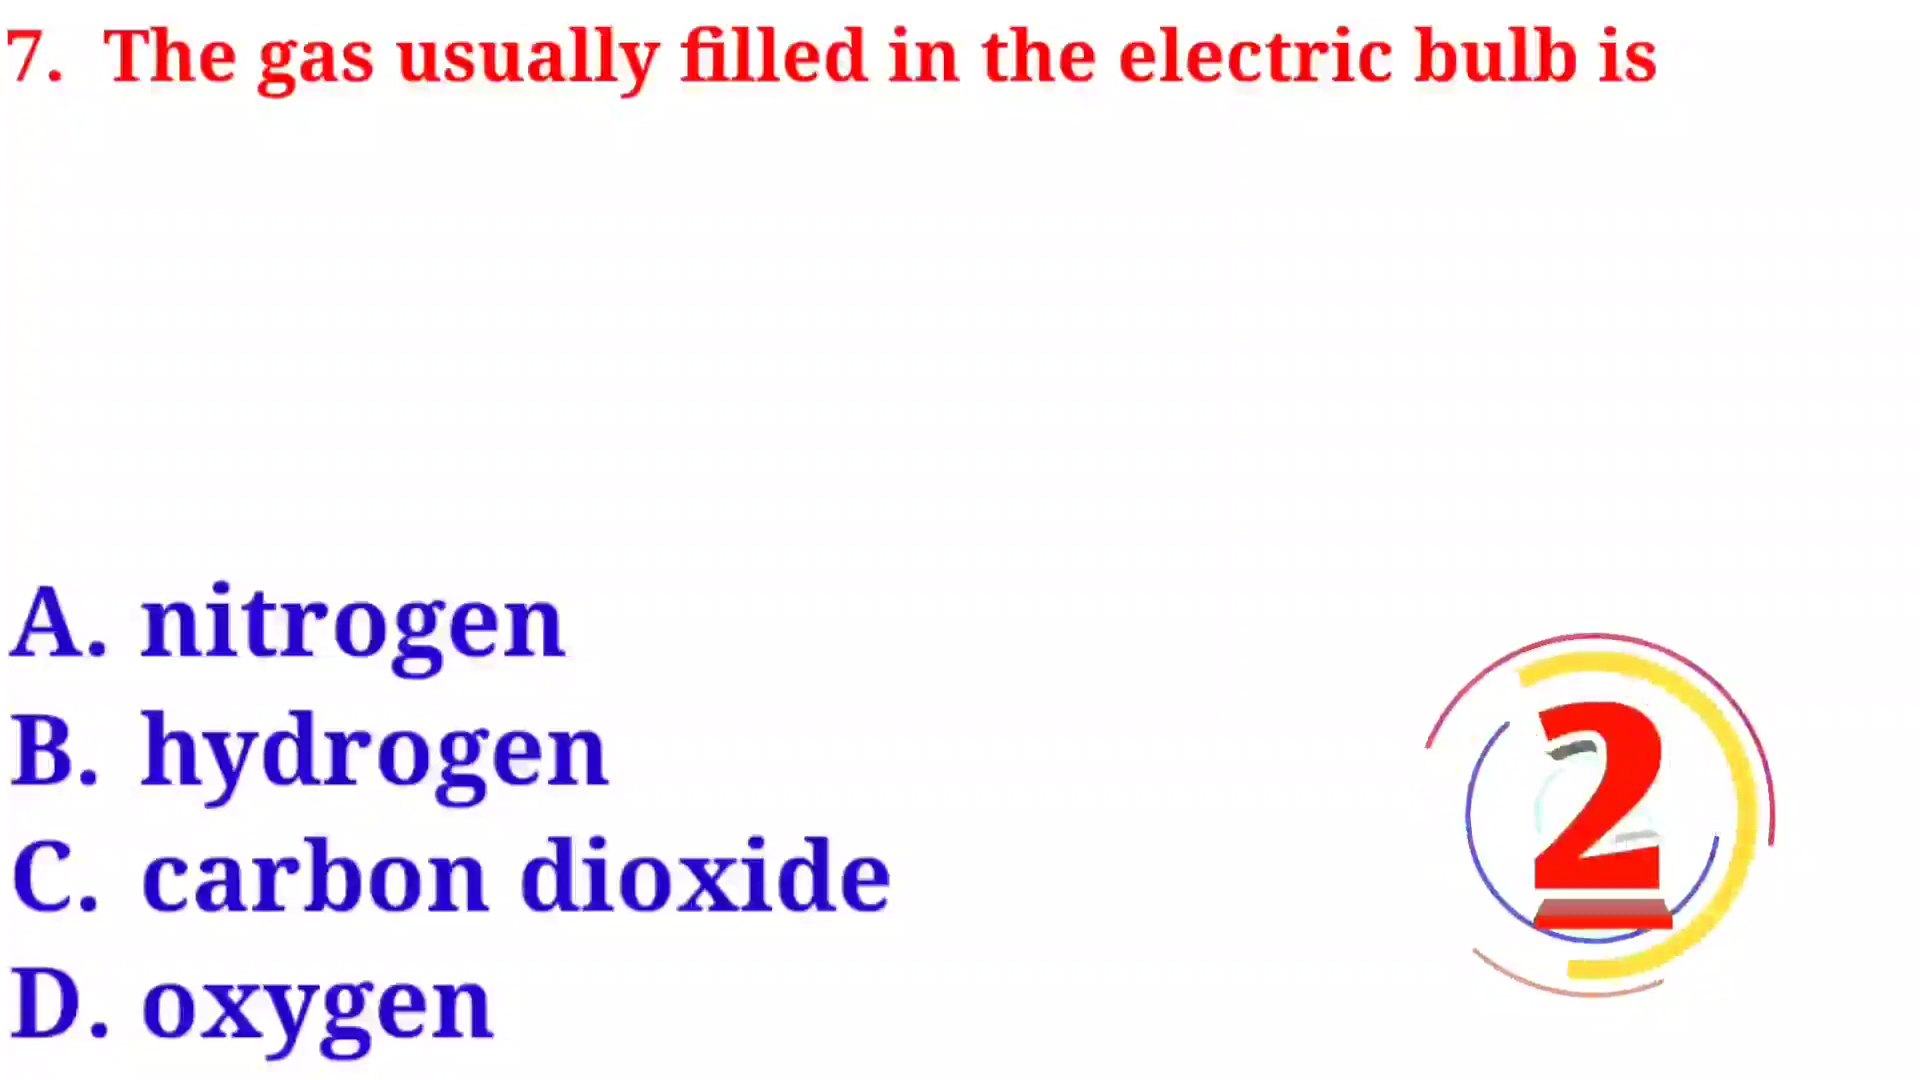 7. The gas usually filled in the electric bulb is
A. nitrogen
B. hydrogen
C. carbon dioxide
D. oxygen
2